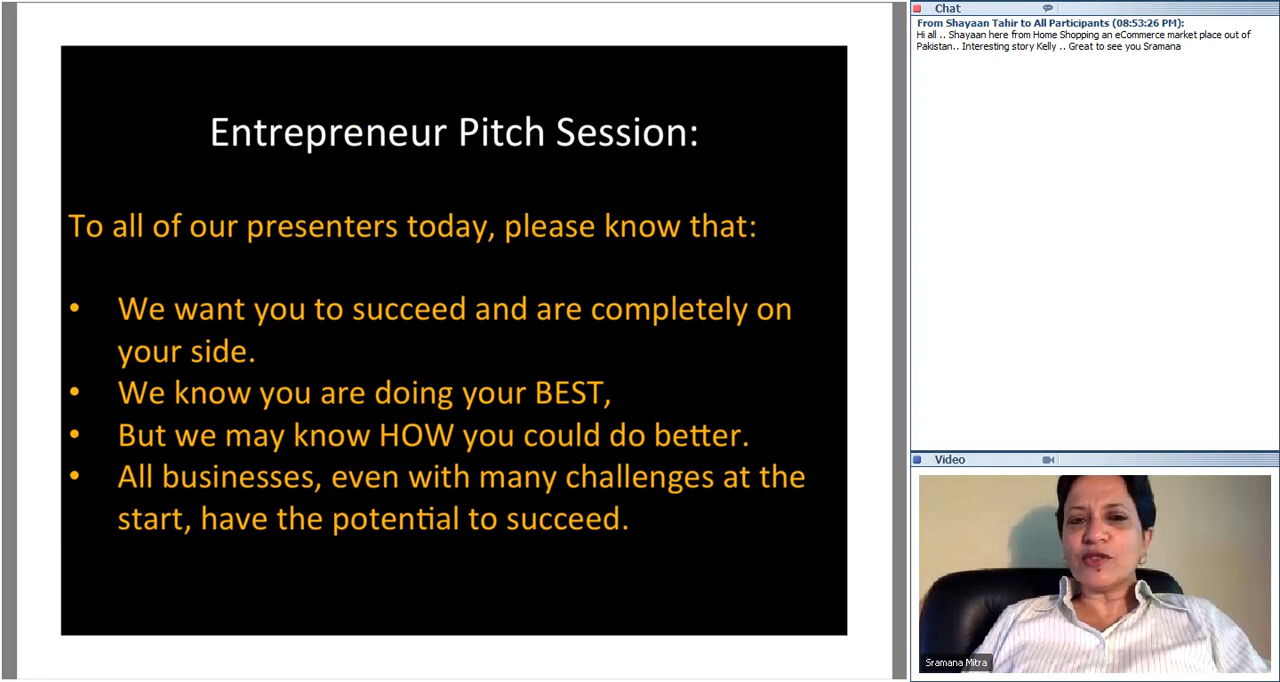 Entrepreneur Pitch Session:
To all of our presenters today, please know that:
• We want you to succeed and are completely on
your side.
• We know you are doing your BEST,
• But we may know HOW you could do better.
• All businesses, even with many challenges at the
start, have the potential to succeed.
Chat
From Shayaan Tahir to All Participants (08:53:26 PM):
Hi all .. Shayaan here from Home Shopping an eCommerce market place out of
Pakistan.. Interesting story Kelly .. Great to see you Sramana
Video
Sramana Mitra